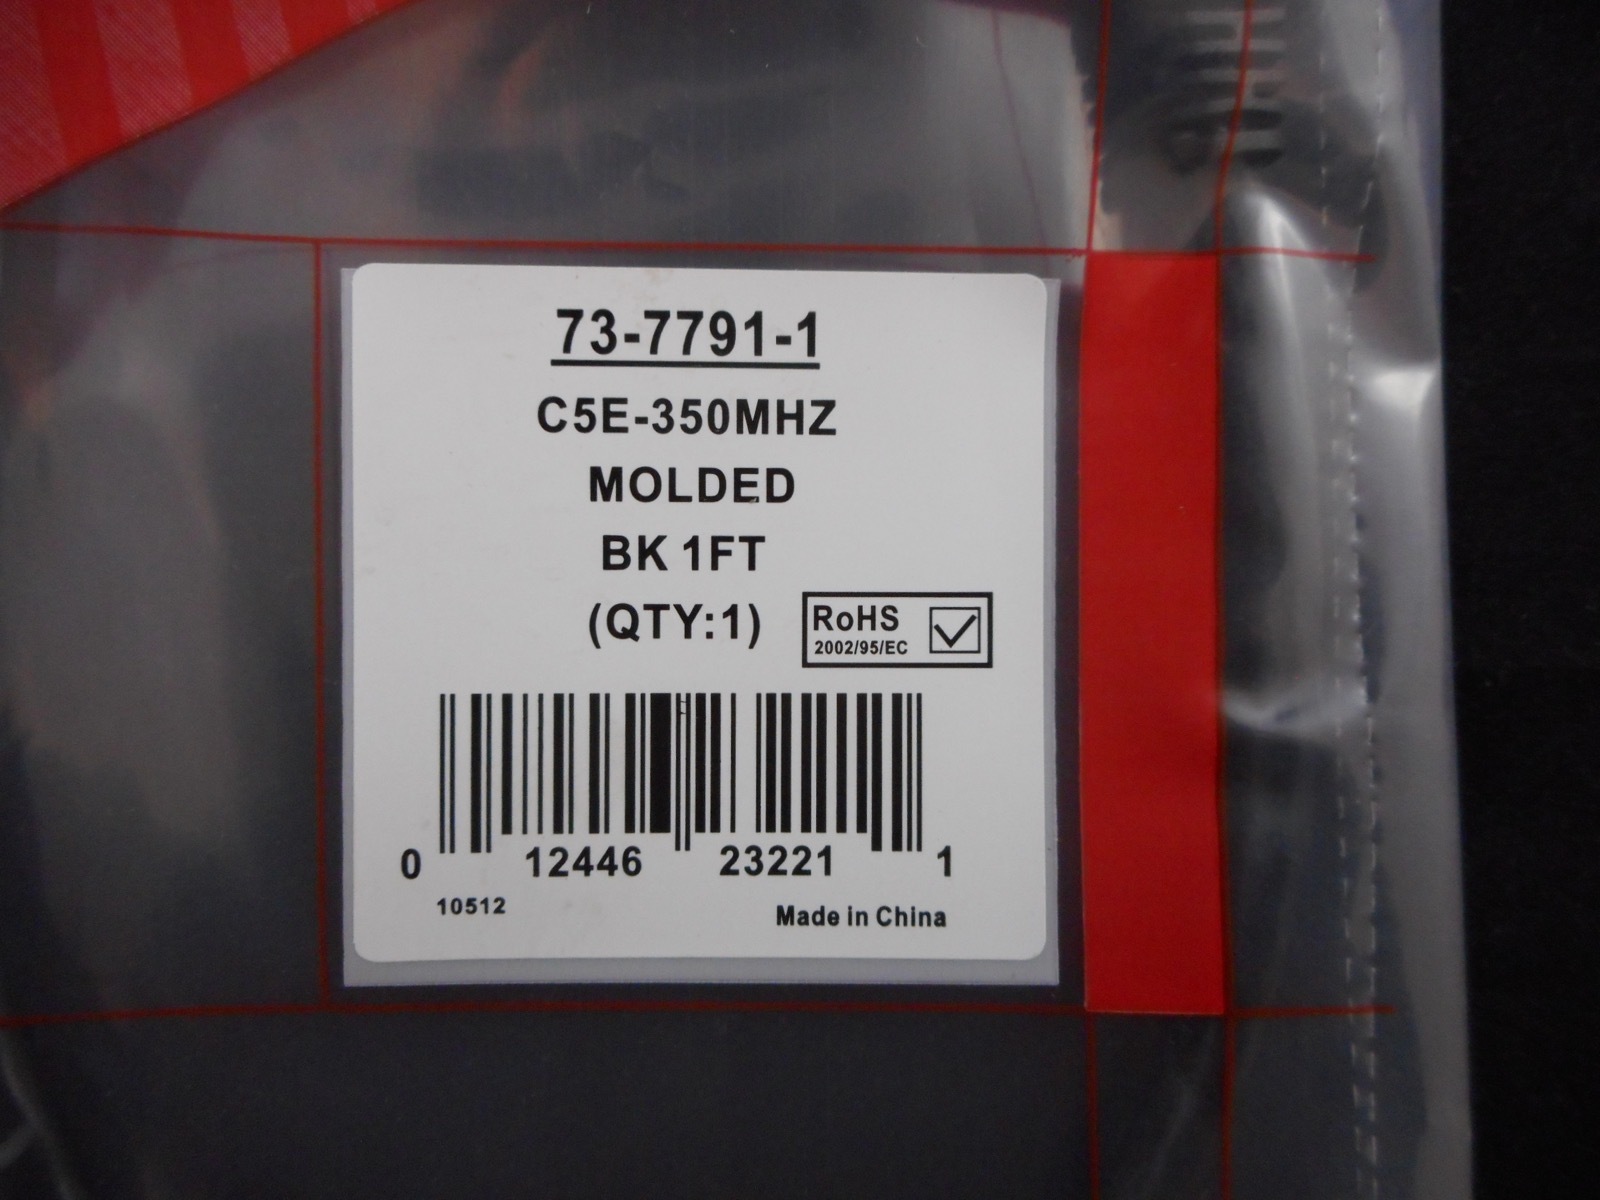 73-7791-1
C5E-350MHZ
MOLDED
BK 1FT
(QTY:1)
RoHS
2002/95/EC
0 12446 23221 1
10512
Made in China